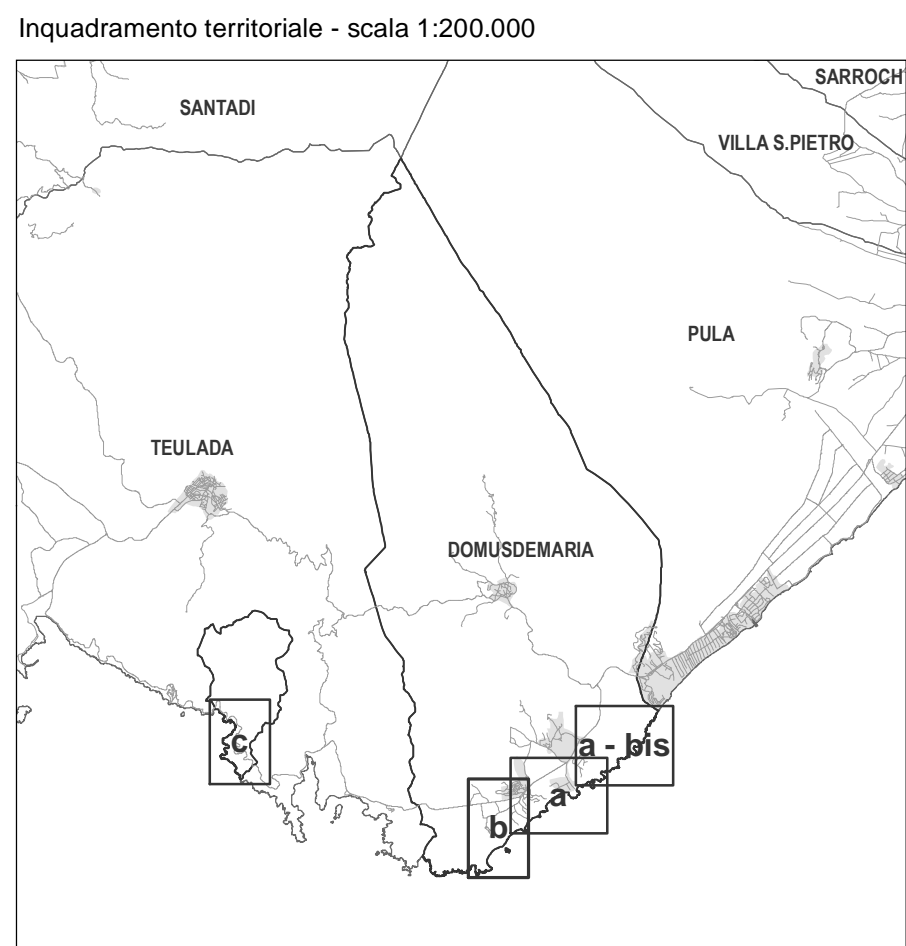 Inquadramento territoriale - scala 1:200.000
SARROCH
SANTADI
VILLA S.PIETRO
PULA
TEULADA
DOMUSDEMARIA
c
a - bis
a
b